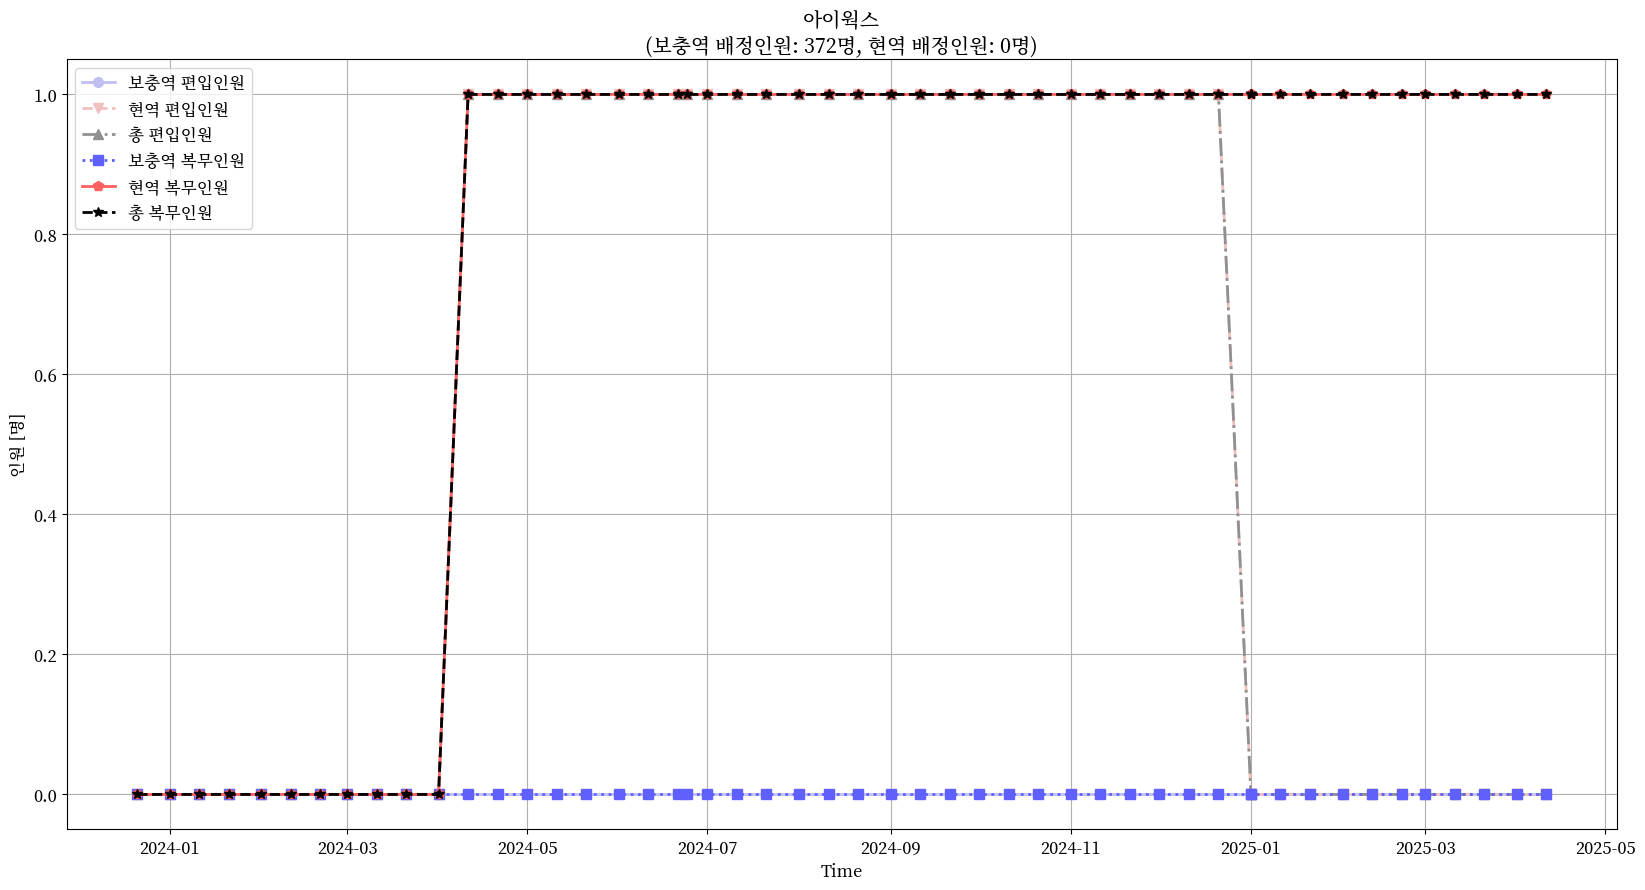 아이웍스
(보충역 배정인원: 372명, 현역 배정인원: 0명)
보충역 편입인원
현역 편입인원
총 편입인원
보충역 복무인원
현역 복무인원
총 복무인원
1.0
0.8
0.6
0.4
0.2
0.0
인원 [명]
2024-01
2024-03
2024-05
2024-07
2024-09
2024-11
2025-01
2025-03
2025-05
Time